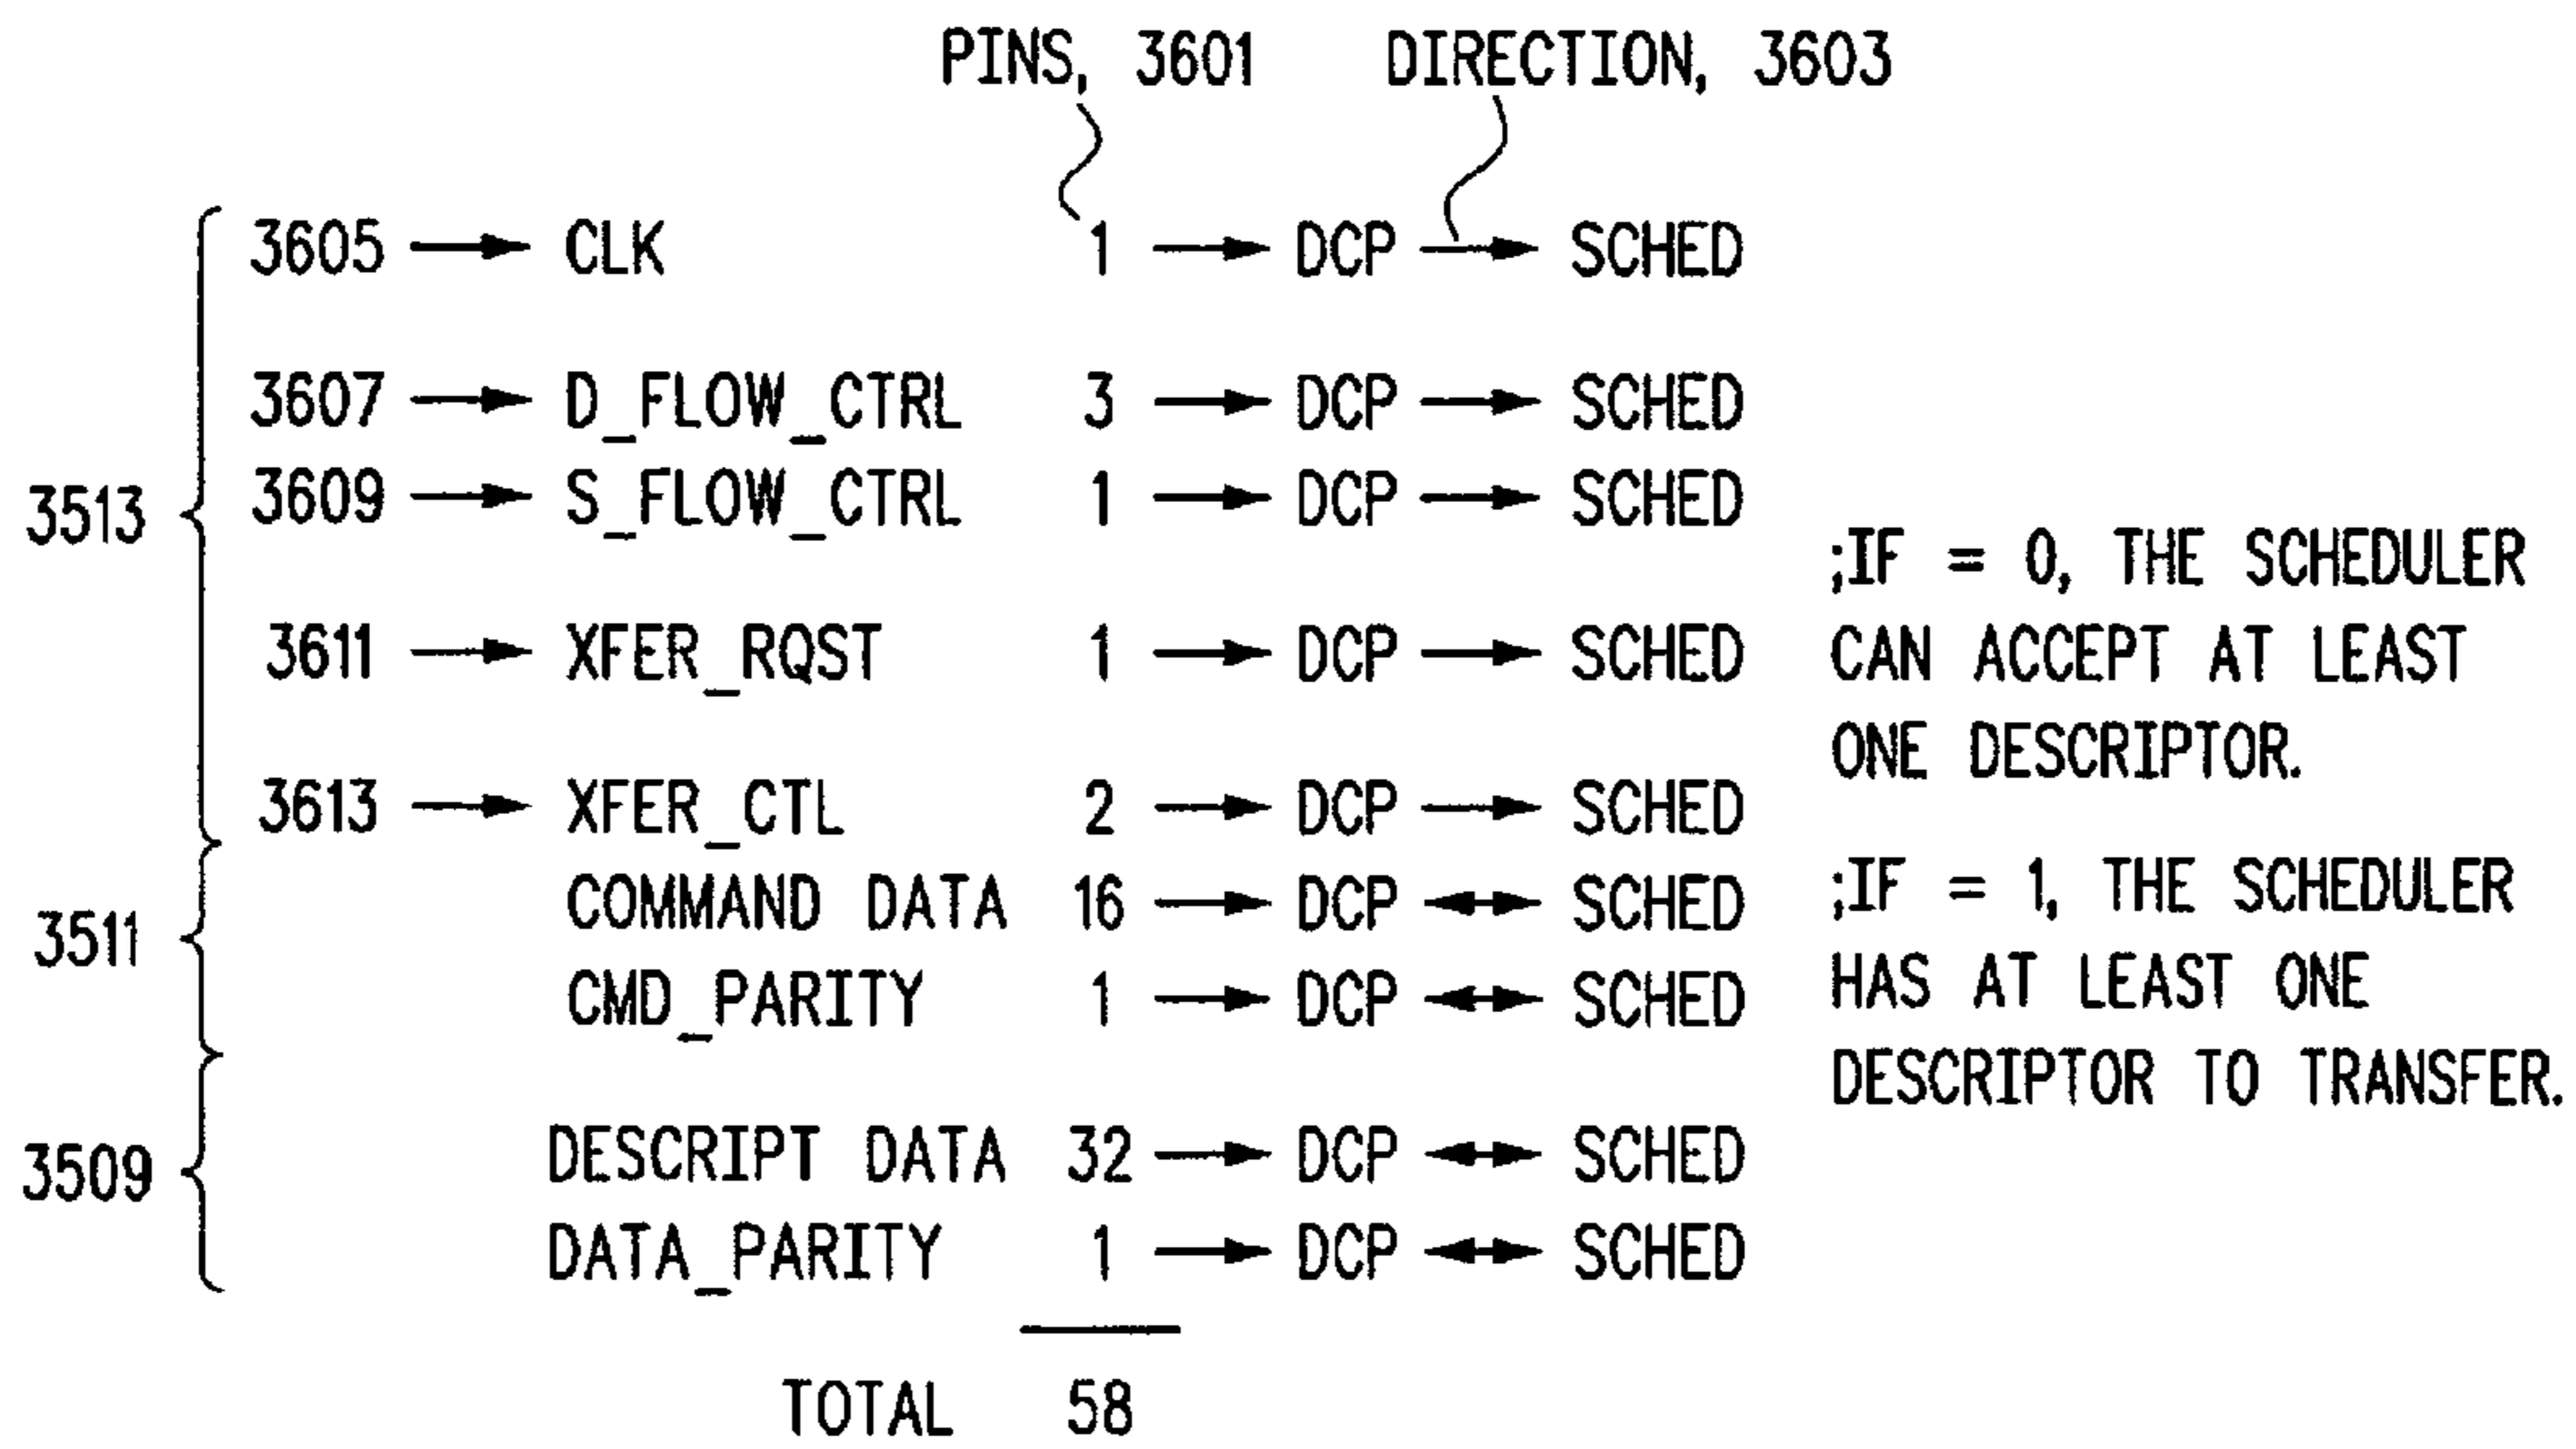 PINS, 3601 DIRECTION, 3603
3605 → CLK 1 → DCP → SCHED
3607 → D_FLOW_CTRL 3 → DCP → SCHED
3513
3609 → S_FLOW_CTRL 1 → DCP → SCHED
;IF = 0, THE SCHEDULER
3611 → XFER_RQST 1 → DCP → SCHED
CAN ACCEPT AT LEAST
ONE DESCRIPTOR.
3613 → XFER_CTL 2 → DCP → SCHED
3511
COMMAND DATA 16 → DCP ↔ SCHED
;IF = 1, THE SCHEDULER
CMD_PARITY 1 → DCP ↔ SCHED
HAS AT LEAST ONE
DESCRIPTOR TO TRANSFER.
3509
DESCRIPT DATA 32 → DCP ↔ SCHED
DATA_PARITY 1 → DCP ↔ SCHED
TOTAL 58